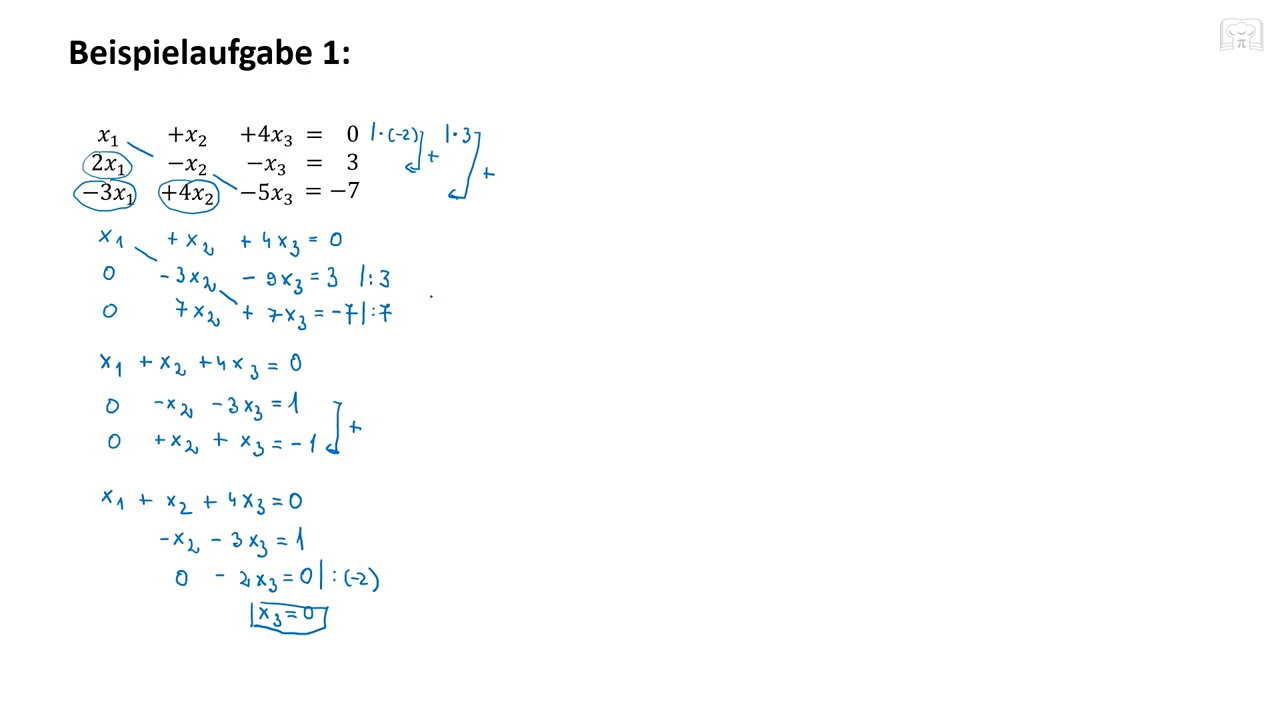 Beispielaufgabe 1:
x₁ +x₂ +4x₃ = 0 |·(-2) |·3
2x₁ −x₂ −x₃ = 3 +
−3x₁ +4x₂ −5x₃ = −7 +
x₁ + x₂ + 4x₃ = 0
0 - 3x₂ - 9x₃ = 3 |:3
0 7x₂ + 7x₃ = -7 |:7
x₁ + x₂ + 4x₃ = 0
0 -x₂ - 3x₃ = 1
0 +x₂ + x₃ = -1 +
x₁ + x₂ + 4x₃ = 0
-x₂ - 3x₃ = 1
0 - 2x₃ = 0 |:(-2)
x₃ = 0